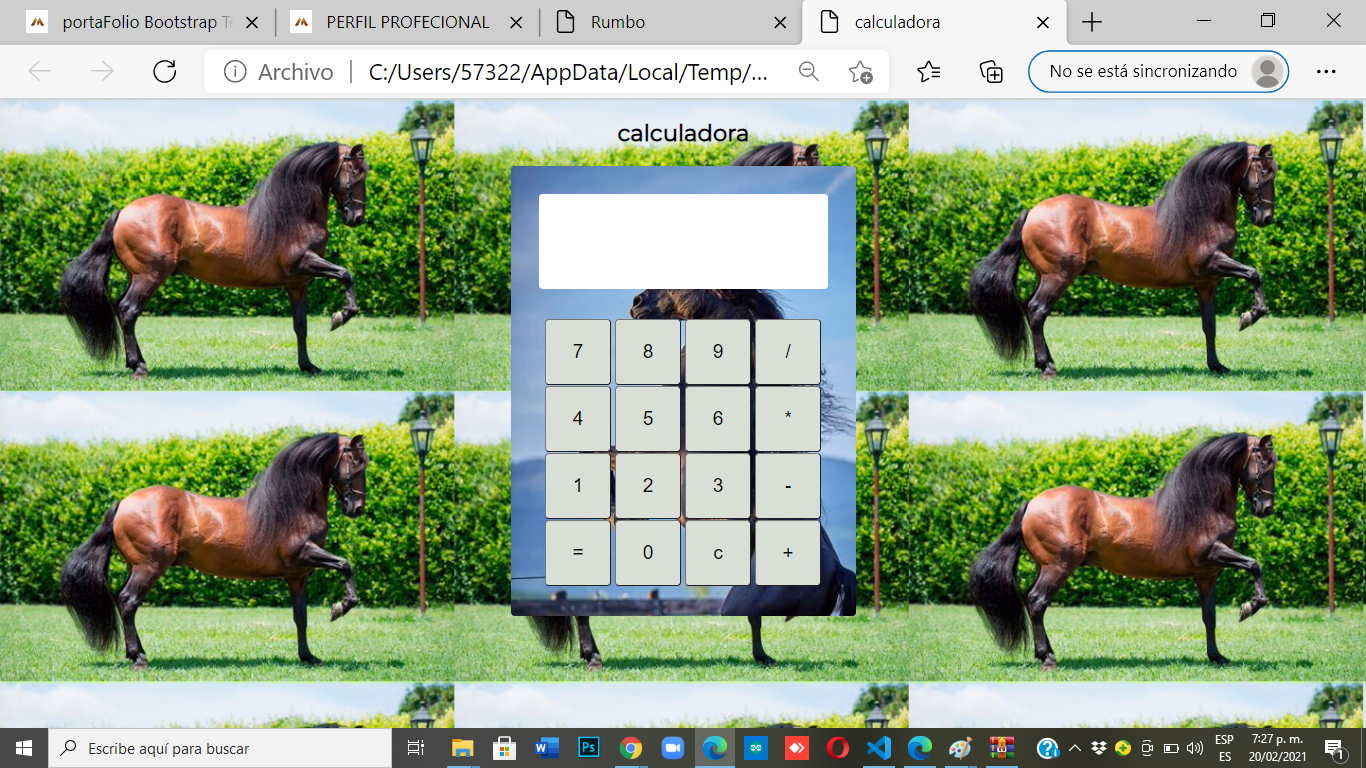 portaFolio Bootstrap Te
PERFIL PROFECIONAL
Rumbo
calculadora
Archivo
C:/Users/57322/AppData/Local/Temp/...
No se está sincronizando
calculadora
7 8 9 /
4 5 6 *
1 2 3 -
= 0 c +
Escribe aquí para buscar
Ps
ESP
ES
7:27 p. m.
20/02/2021
1